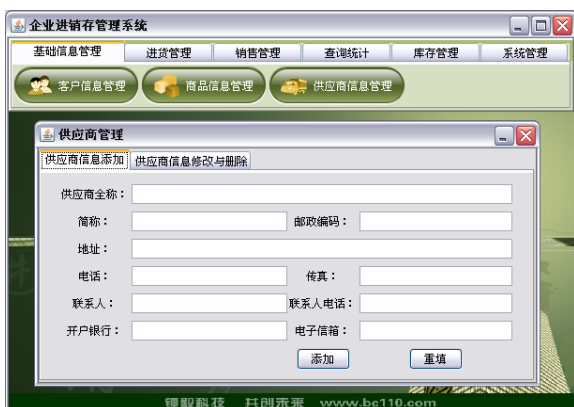 企业进销存管理系统
基础信息管理 进货管理 销售管理 查询统计 库存管理 系统管理
客户信息管理 商品信息管理 供应商信息管理
供应商管理
供应商信息添加 供应商信息修改与删除
供应商全称：
简称： 邮政编码：
地址：
电话： 传真：
联系人： 联系人电话：
开户银行： 电子信箱：
添加 重填
科技 共创未来 www.bc110.com